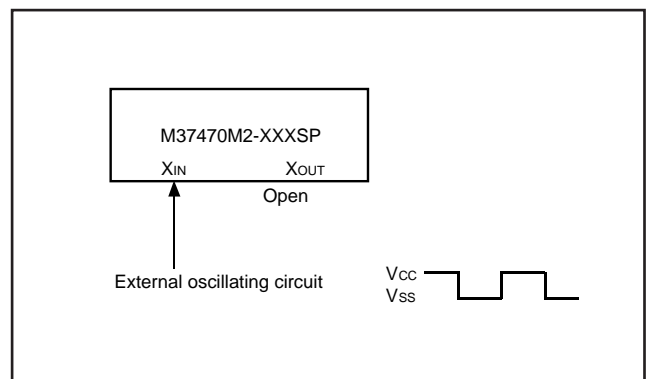 M37470M2-XXXSP
XIN XOUT
Open
External oscillating circuit
VCC
VSS